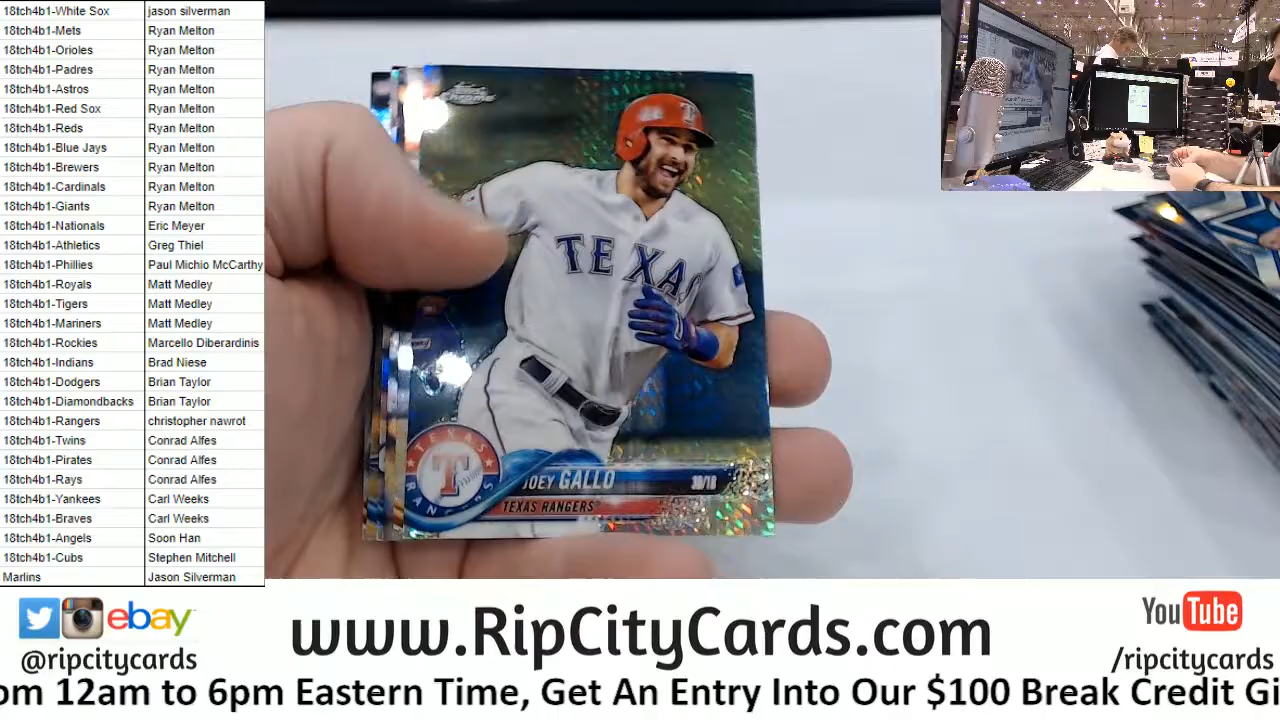 18tch4b1-White Sox jason silverman
18tch4b1-Mets Ryan Melton
18tch4b1-Orioles Ryan Melton
18tch4b1-Padres Ryan Melton
18tch4b1-Astros Ryan Melton
18tch4b1-Red Sox Ryan Melton
18tch4b1-Reds Ryan Melton
18tch4b1-Blue Jays Ryan Melton
18tch4b1-Brewers Ryan Melton
18tch4b1-Cardinals Ryan Melton
18tch4b1-Giants Ryan Melton
18tch4b1-Nationals Eric Meyer
18tch4b1-Athletics Greg Thiel
18tch4b1-Phillies Paul Michio McCarthy
18tch4b1-Royals Matt Medley
18tch4b1-Tigers Matt Medley
18tch4b1-Mariners Matt Medley
18tch4b1-Rockies Marcello Diberardinis
18tch4b1-Indians Brad Niese
18tch4b1-Dodgers Brian Taylor
18tch4b1-Diamondbacks Brian Taylor
18tch4b1-Rangers christopher nawrot
18tch4b1-Twins Conrad Alfes
18tch4b1-Pirates Conrad Alfes
18tch4b1-Rays Conrad Alfes
18tch4b1-Yankees Carl Weeks
18tch4b1-Braves Carl Weeks
18tch4b1-Angels Soon Han
18tch4b1-Cubs Stephen Mitchell
Marlins Jason Silverman
CHROME
T
TEXAS
TEXAS
T
RANGERS
JOEY GALLO
TEXAS RANGERS
ebay
@ripcitycards
www.RipCityCards.com
YouTube
/ripcitycards
om 12am to 6pm Eastern Time, Get An Entry Into Our $100 Break Credit Gi